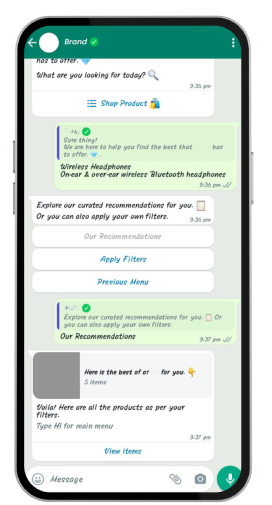 Brand
has to offer.
What are you looking for today?
9:36 pm
Shop Product
Sure thing!
We are here to help you find the best that has
to offer.
Wireless Headphones
On-ear & over-ear wireless Bluetooth headphones
9:36 pm
Explore our curated recommendations for you.
Or you can also apply your own filters.
9:36 pm
Our Recommendations
Apply Filters
Previous Menu
Explore our curated recommendations for you. Or
you can also apply your own filters.
Our Recommendations
9:37 pm
Here is the best of for you.
5 items
Voila! Here are all the products as per your
filters.
Type Hi for main menu
9:37 pm
View items
Message